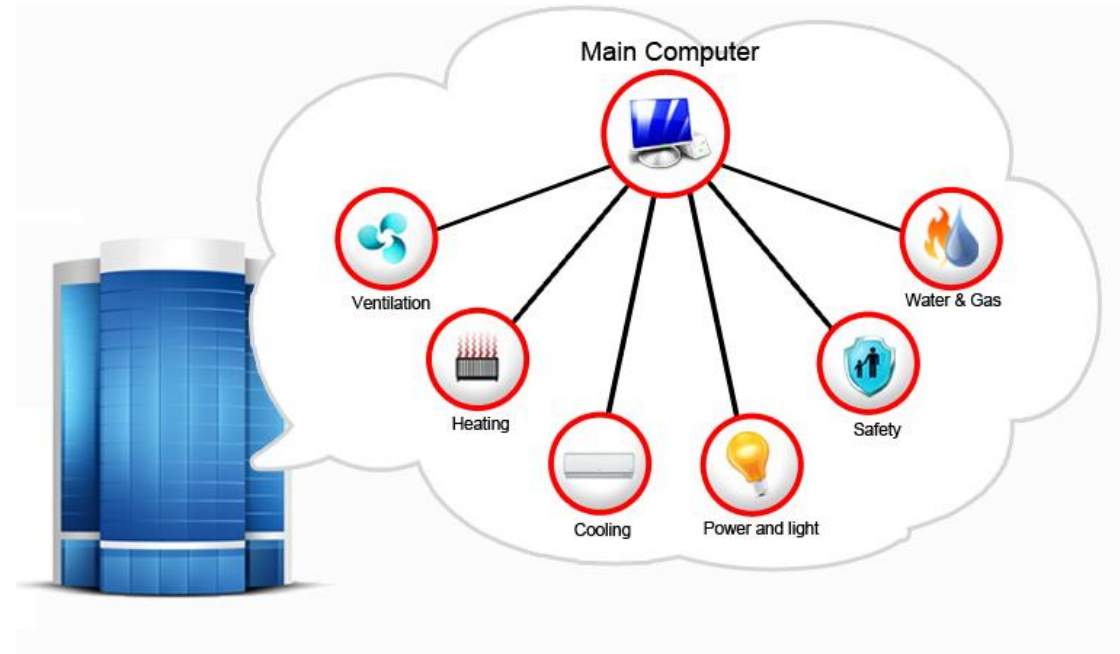 Main Computer
Ventilation
Water & Gas
Heating
Safety
Cooling
Power and light